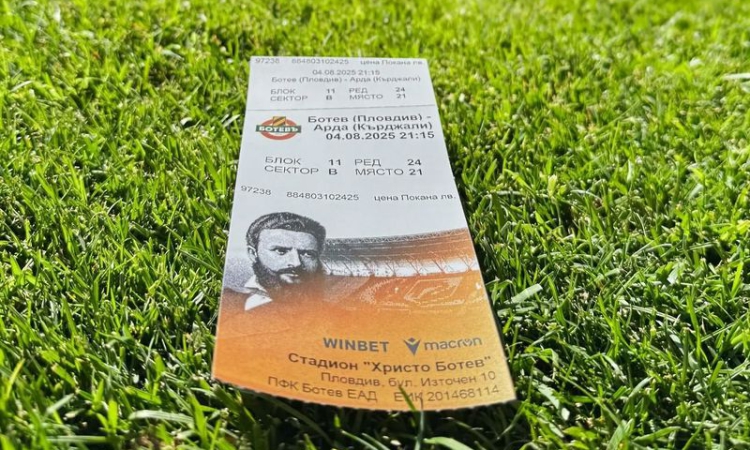 97238 884803102425 цена Покана лв.
04.08.2025 21:15
Ботев (Пловдив) - Арда (Кърджали)
БЛОК 11 РЕД 24
СЕКТОР В МЯСТО 21
БОТЕВЪ
Ботев (Пловдив) -
Арда (Кърджали)
04.08.2025 21:15
БЛОК 11 РЕД 24
СЕКТОР В МЯСТО 21
97238 884803102425 цена Покана лв.
WINBET macron
Стадион "Христо Ботев"
Пловдив, бул. Източен 10
ПФК Ботев ЕАД ЕИК 201468114